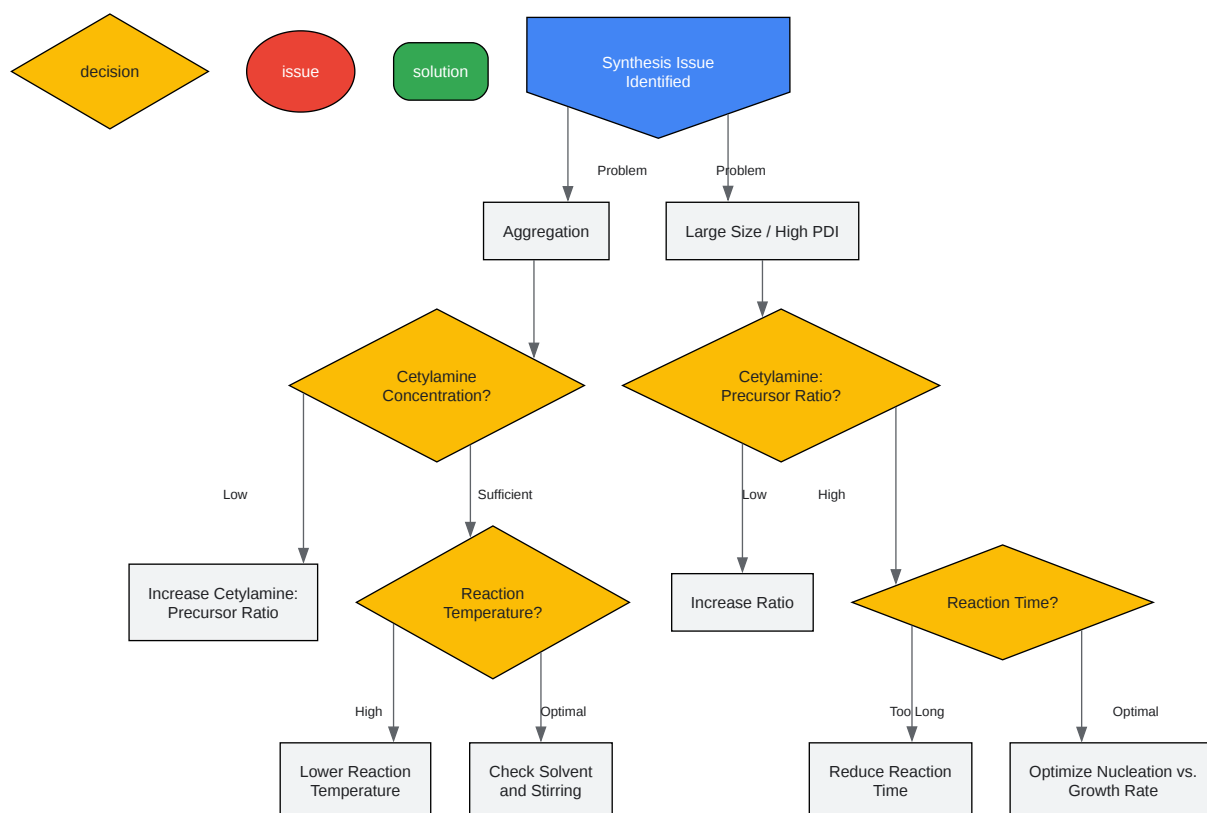 decision
issue
solution
Synthesis Issue
Identified
Problem
Problem
Aggregation
Large Size / High PDI
Cetylamine
Concentration?
Cetylamine:
Precursor Ratio?
Low
Sufficient
Low
High
Increase Cetylamine:
Precursor Ratio
Reaction
Temperature?
Increase Ratio
Reaction Time?
High
Optimal
Too Long
Optimal
Lower Reaction
Temperature
Check Solvent
and Stirring
Reduce Reaction
Time
Optimize Nucleation vs.
Growth Rate